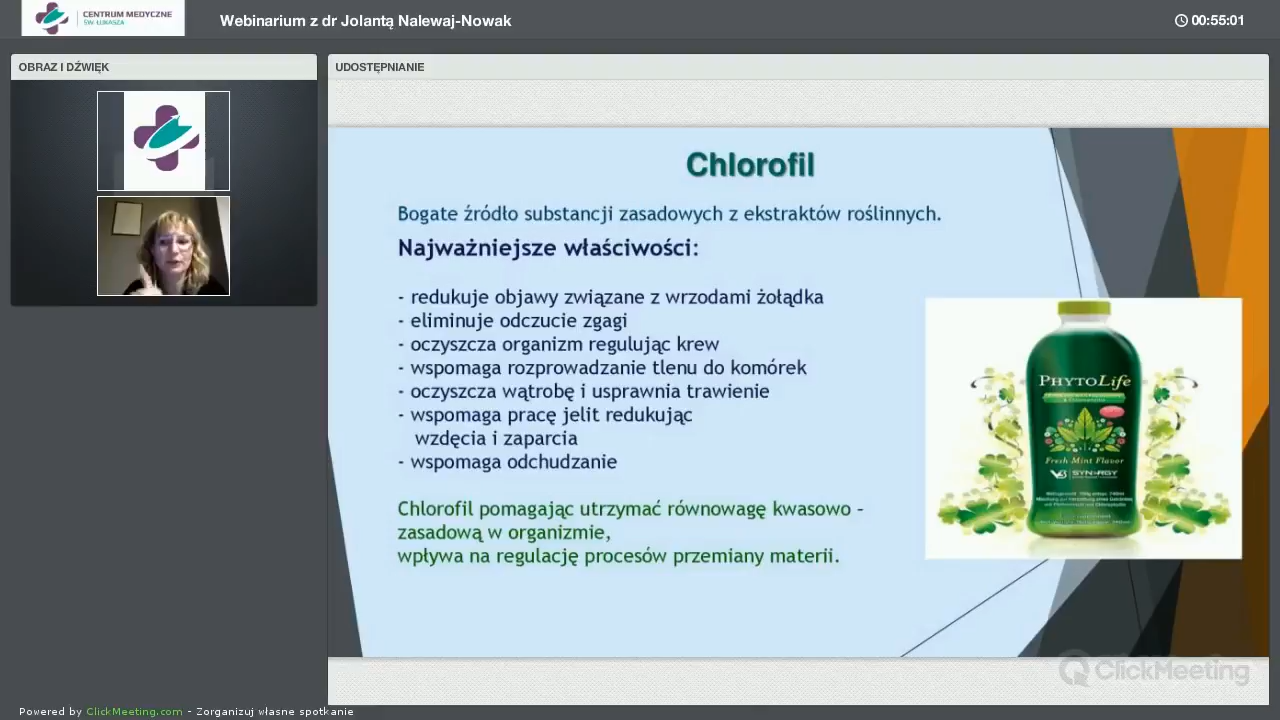 CENTRUM MEDYCZNE
ŚW ŁUKASZA
Webinarium z dr Jolantą Nalewaj-Nowak
00:55:01
OBRAZ I DŹWIĘK
UDOSTĘPNIANIE
Chlorofil
Bogate źródło substancji zasadowych z ekstraktów roślinnych.
Najważniejsze właściwości:
- redukuje objawy związane z wrzodami żołądka
- eliminuje odczucie zgagi
- oczyszcza organizm regulując krew
- wspomaga rozprowadzanie tlenu do komórek
- oczyszcza wątrobę i usprawnia trawienie
- wspomaga pracę jelit redukując
wzdęcia i zaparcia
- wspomaga odchudzanie
Chlorofil pomagając utrzymać równowagę kwasowo –
zasadową w organizmie,
wpływa na regulację procesów przemiany materii.
PHYTOLIFE
Fresh Mint Flavor
SYNERGY
ClickMeeting
Powered by ClickMeeting.com - Zorganizuj własne spotkanie